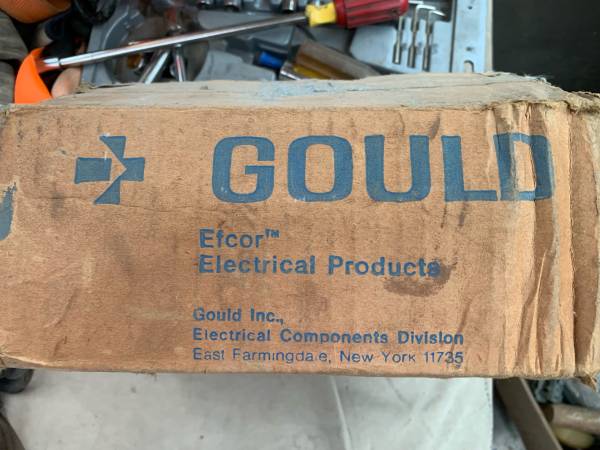 GOULD
Efcor™
Electrical Products
Gould Inc.,
Electrical Components Division
East Farmingdale, New York 11735